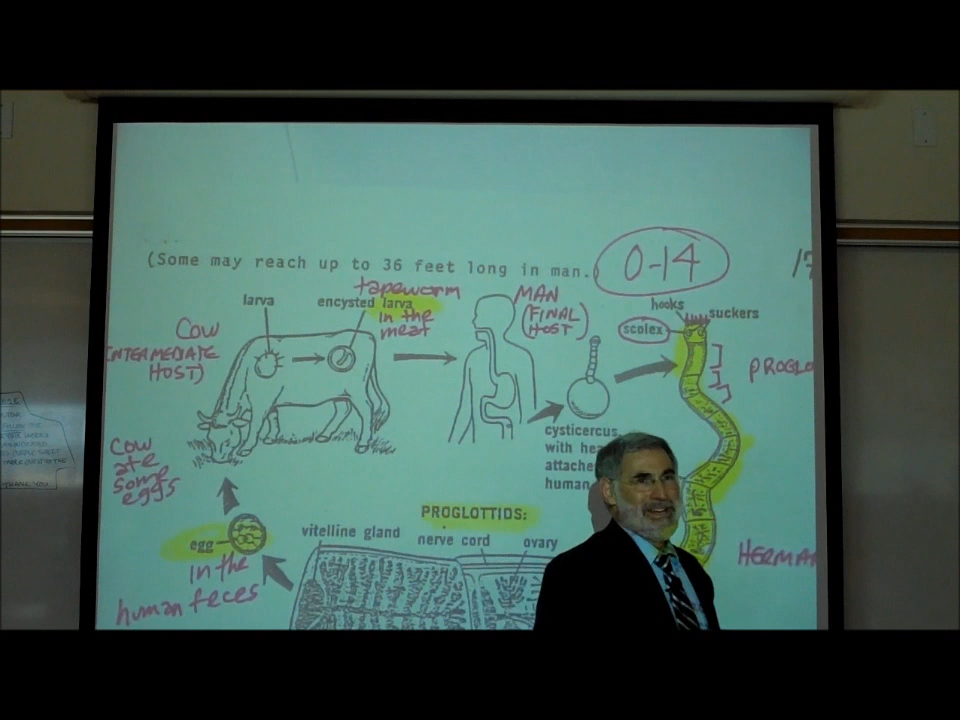 (Some may reach up to 36 feet long in man.
0-14
larva
encysted larva
tapeworm
in the
meat
MAN
(FINAL
HOST)
hooks
suckers
scolex
COW
INTERMEDIATE
HOST)
PROGLO
cysticercus
with hea
attache
human
Cow
ate
some
eggs
PROGLOTTIDS:
vitelline gland
nerve cord
ovary
egg
in the
human feces
HERMA
THANK YOU